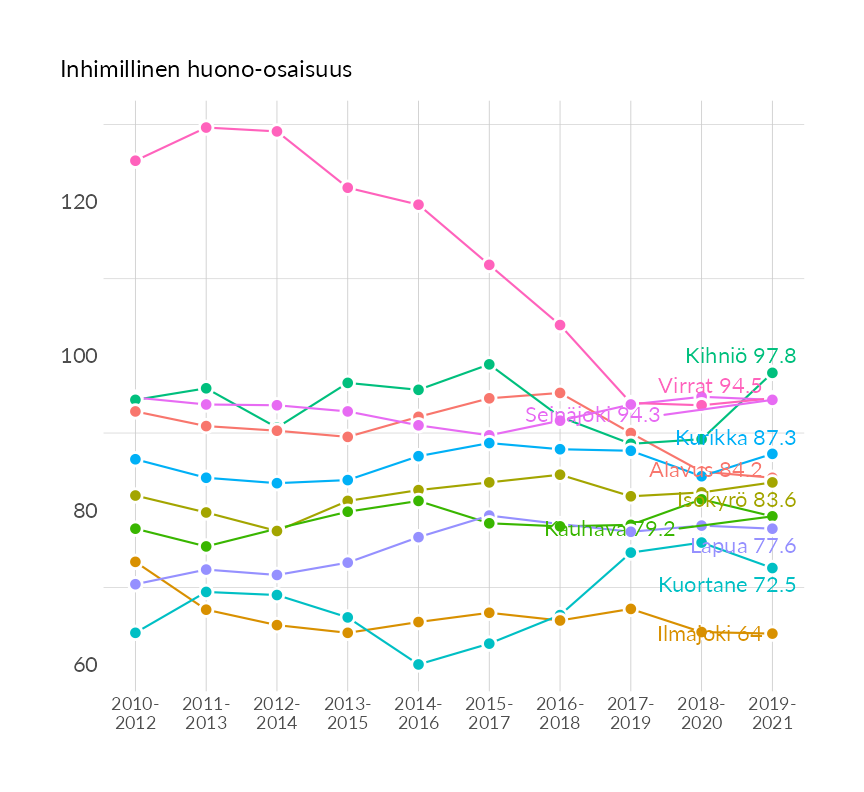 Inhimillinen huono-osaisuus
120
100
80
60
Kihniö 97.8
Virrat 94.5
Seinäjoki 94.3
Kurikka 87.3
Alavus 84.2
Isokyrö 83.6
Kauhava 79.2
Lapua 77.6
Kuortane 72.5
Ilmajoki 64
2010-
2012
2011-
2013
2012-
2014
2013-
2015
2014-
2016
2015-
2017
2016-
2018
2017-
2019
2018-
2020
2019-
2021